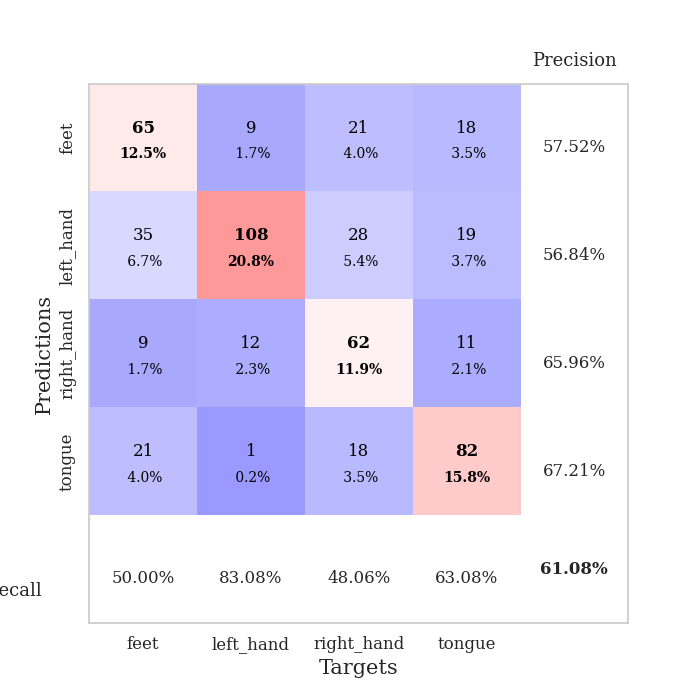 Precision
feet
65 9 21 18 57.52%
12.5% 1.7% 4.0% 3.5%
left_hand
35 108 28 19 56.84%
6.7% 20.8% 5.4% 3.7%
Predictions
right_hand
9 12 62 11 65.96%
1.7% 2.3% 11.9% 2.1%
tongue
21 1 18 82 67.21%
4.0% 0.2% 3.5% 15.8%
ecall 50.00% 83.08% 48.06% 63.08% 61.08%
feet left_hand right_hand tongue
Targets